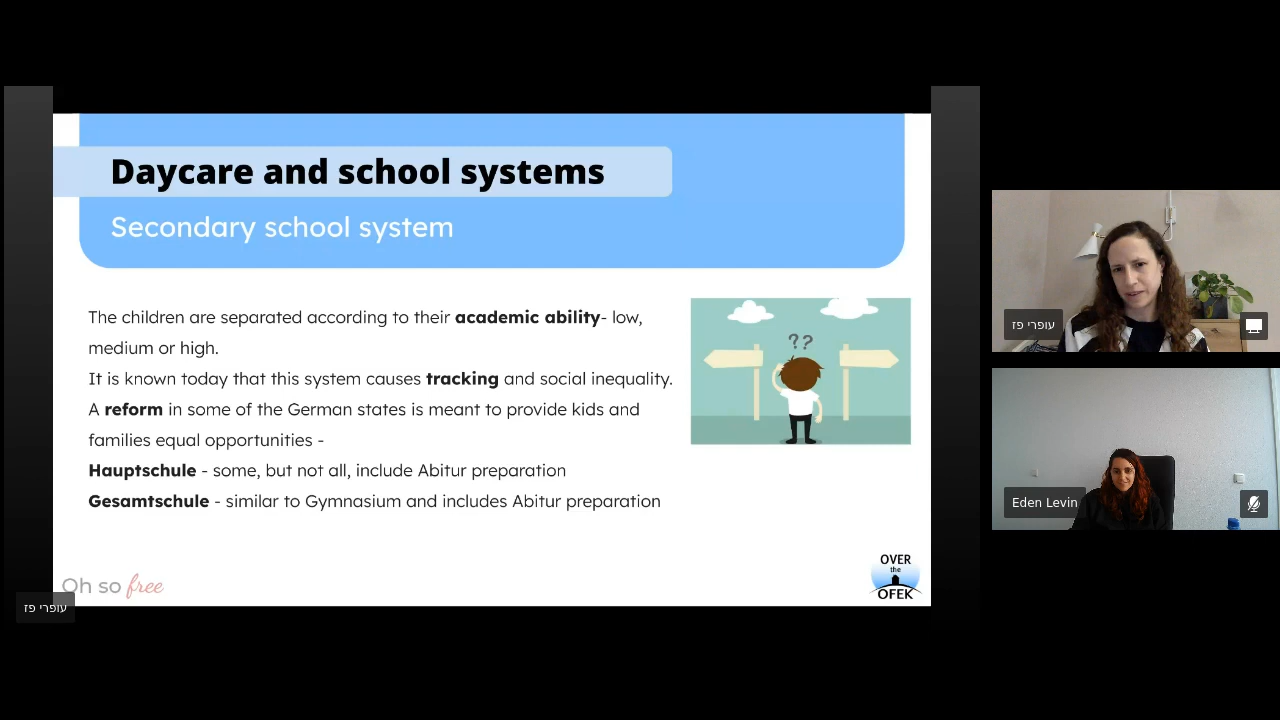 Daycare and school systems
Secondary school system
The children are separated according to their academic ability- low,
medium or high.
It is known today that this system causes tracking and social inequality.
A reform in some of the German states is meant to provide kids and
families equal opportunities -
Hauptschule - some, but not all, include Abitur preparation
Gesamtschule - similar to Gymnasium and includes Abitur preparation
??
Oh so free
OVER
the
OFEK
עופרי פז
עופרי פז
Eden Levin